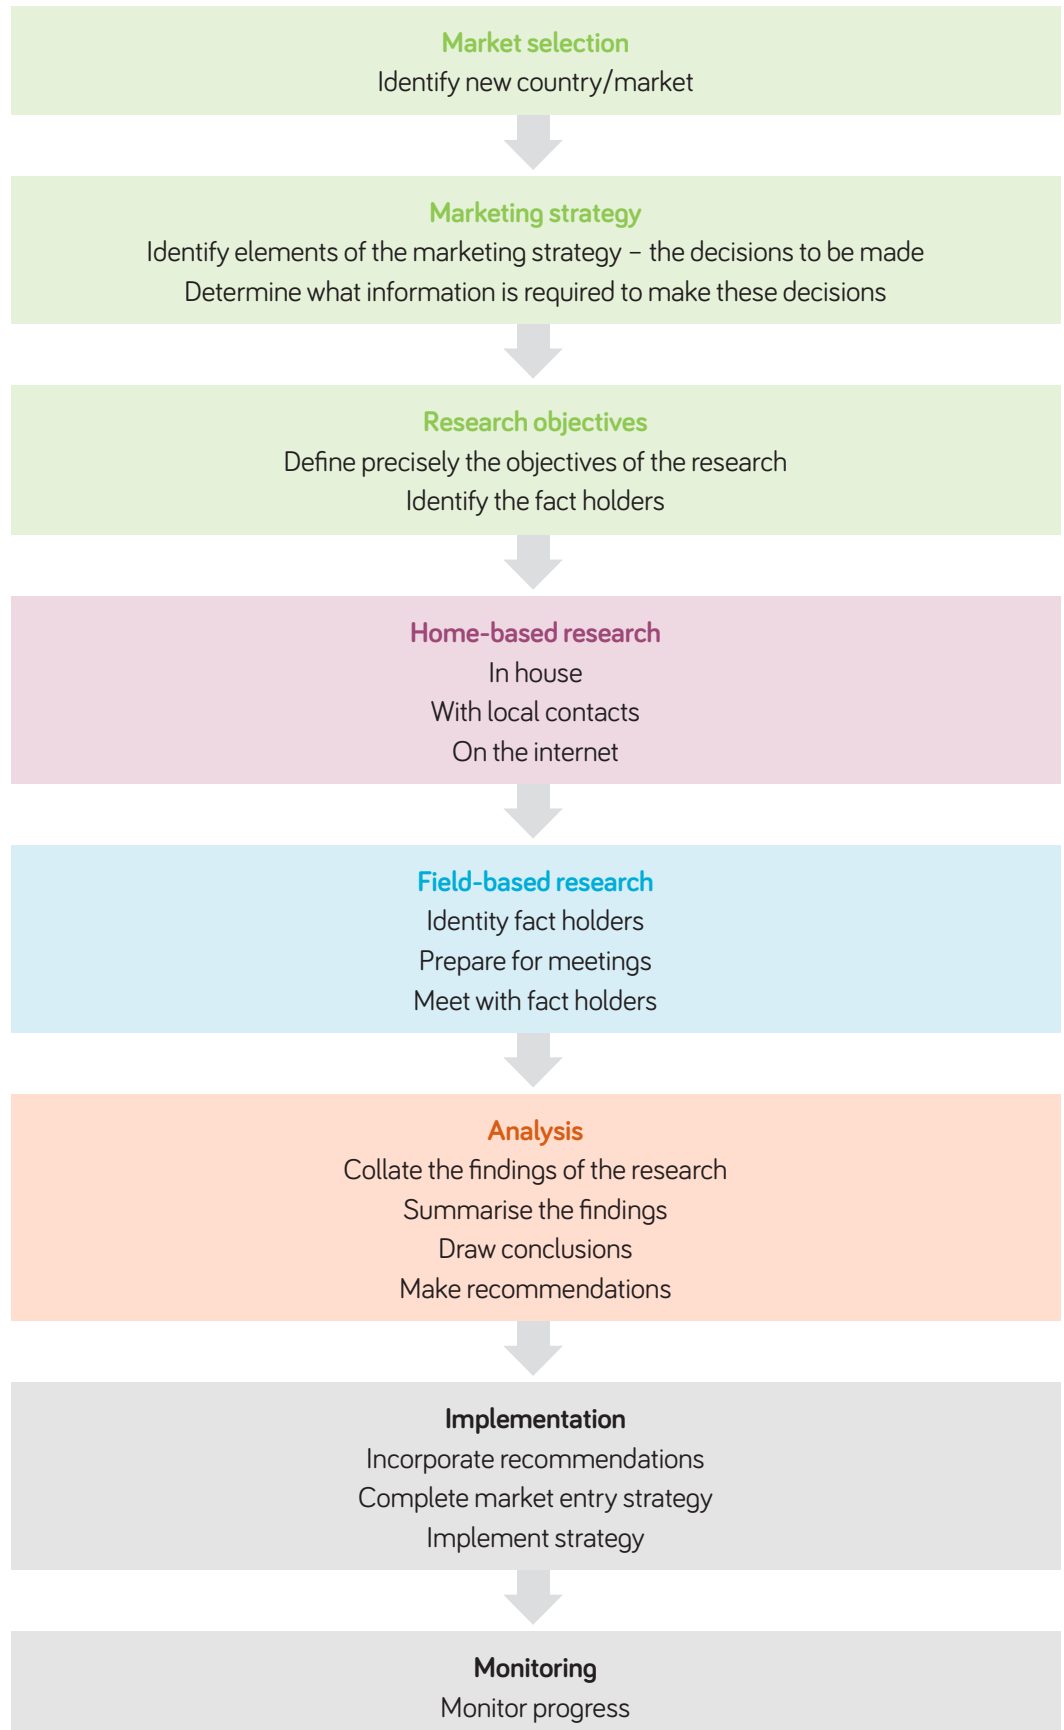 Market selection
Identify new country/market
Marketing strategy
Identify elements of the marketing strategy – the decisions to be made
Determine what information is required to make these decisions
Research objectives
Define precisely the objectives of the research
Identify the fact holders
Home-based research
In house
With local contacts
On the internet
Field-based research
Identity fact holders
Prepare for meetings
Meet with fact holders
Analysis
Collate the findings of the research
Summarise the findings
Draw conclusions
Make recommendations
Implementation
Incorporate recommendations
Complete market entry strategy
Implement strategy
Monitoring
Monitor progress